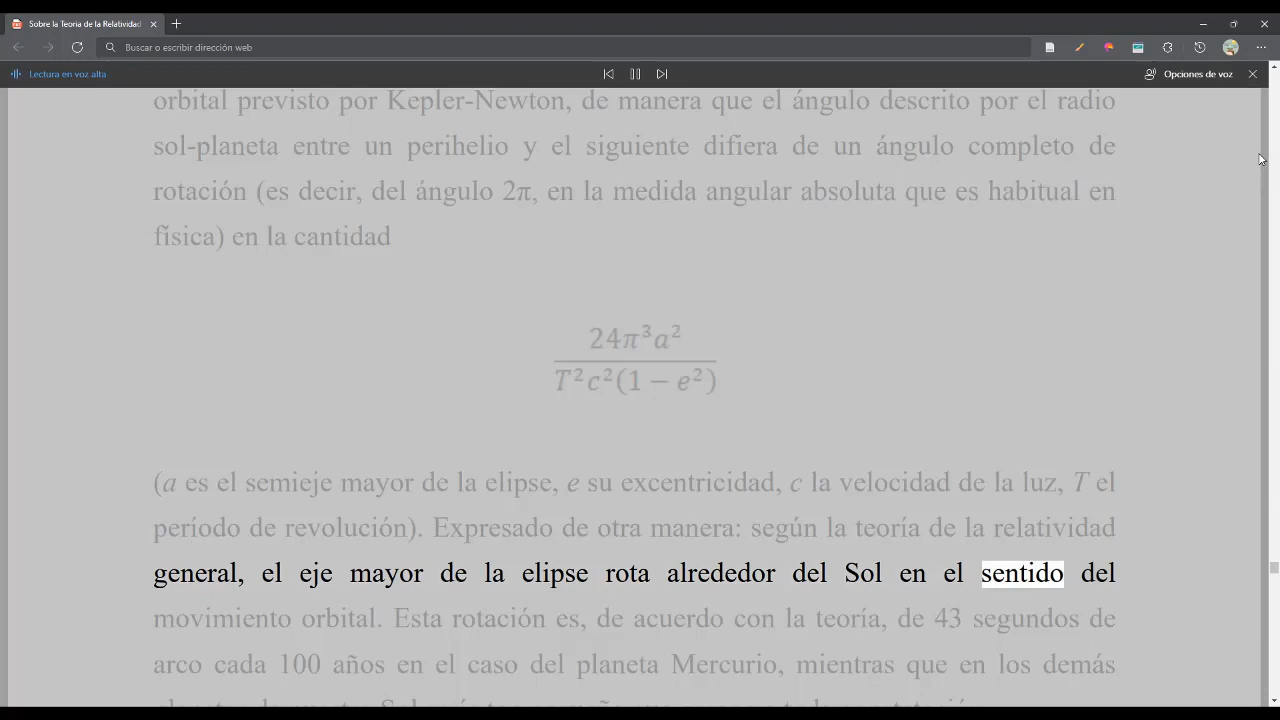 Sobre la Teoría de la Relatividad
Buscar o escribir dirección web
Lectura en voz alta
Opciones de voz
orbital previsto por Kepler-Newton, de manera que el ángulo descrito por el radio
sol-planeta entre un perihelio y el siguiente difiera de un ángulo completo de
rotación (es decir, del ángulo 2π, en la medida angular absoluta que es habitual en
física) en la cantidad
24π³a²
T²c²(1 − e²)
(a es el semieje mayor de la elipse, e su excentricidad, c la velocidad de la luz, T el
período de revolución). Expresado de otra manera: según la teoría de la relatividad
general, el eje mayor de la elipse rota alrededor del Sol en el sentido del
movimiento orbital. Esta rotación es, de acuerdo con la teoría, de 43 segundos de
arco cada 100 años en el caso del planeta Mercurio, mientras que en los demás